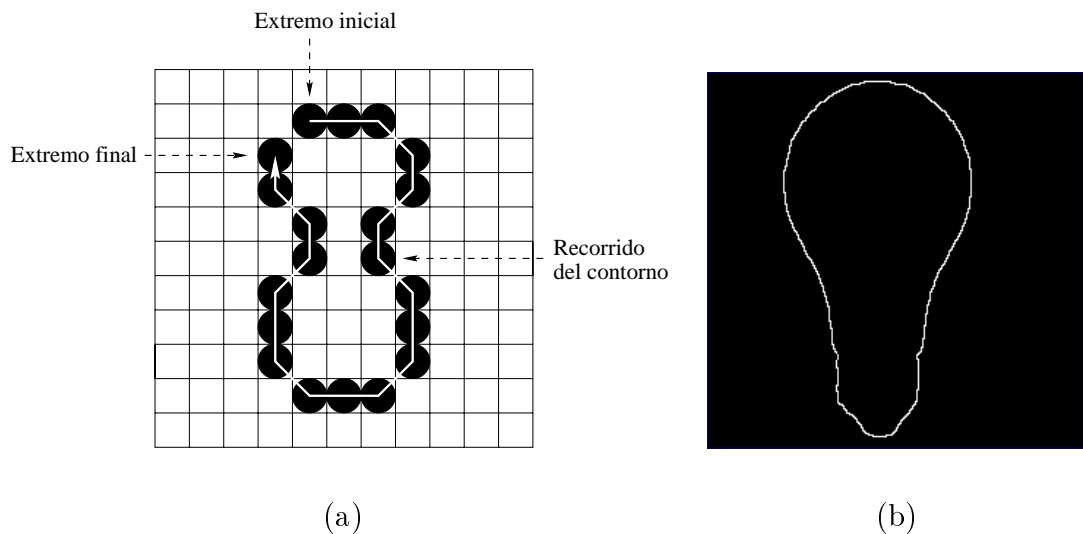 Extremo inicial
Extremo final
Recorrido
del contorno
(a)
(b)